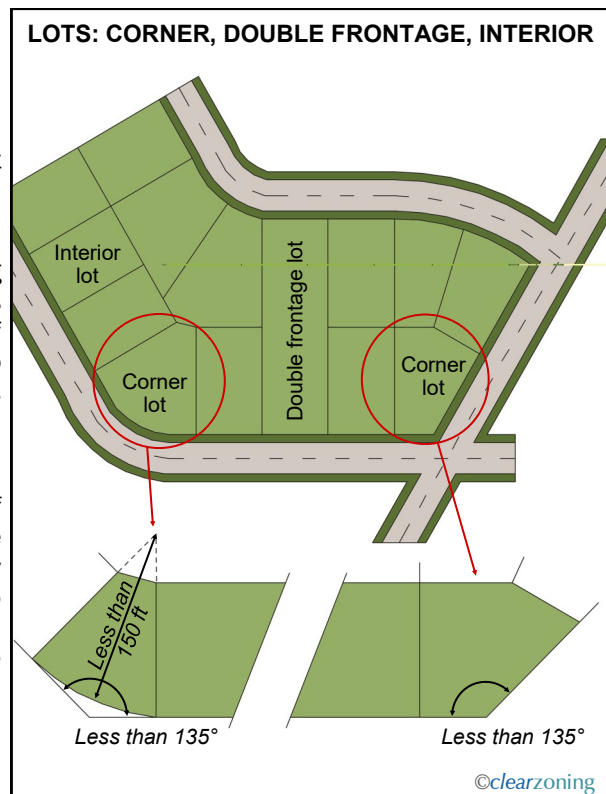 LOTS: CORNER, DOUBLE FRONTAGE, INTERIOR
Interior
lot
Double frontage lot
Corner
lot
Corner
lot
Less than
150 ft
Less than 135°
Less than 135°
©clearzoning